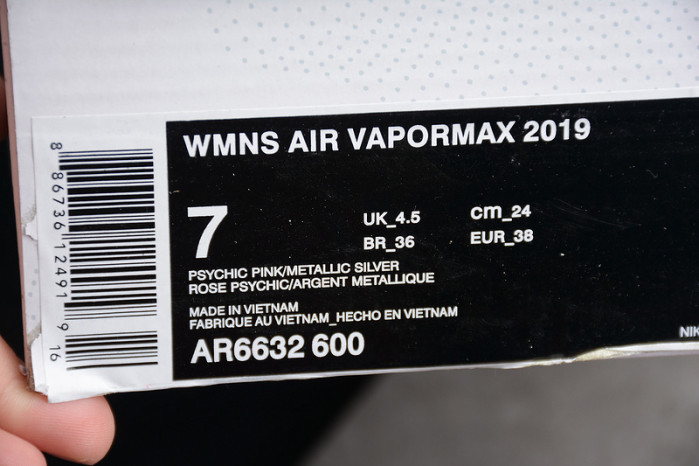 WMNS AIR VAPORMAX 2019
7
UK_4.5
cm_24
BR_36
EUR_38
PSYCHIC PINK/METALLIC SILVER
ROSE PSYCHIC/ARGENT METALLIQUE
MADE IN VIETNAM
FABRIQUE AU VIETNAM_HECHO EN VIETNAM
AR6632 600
NIK
8 86736 12491 9 16